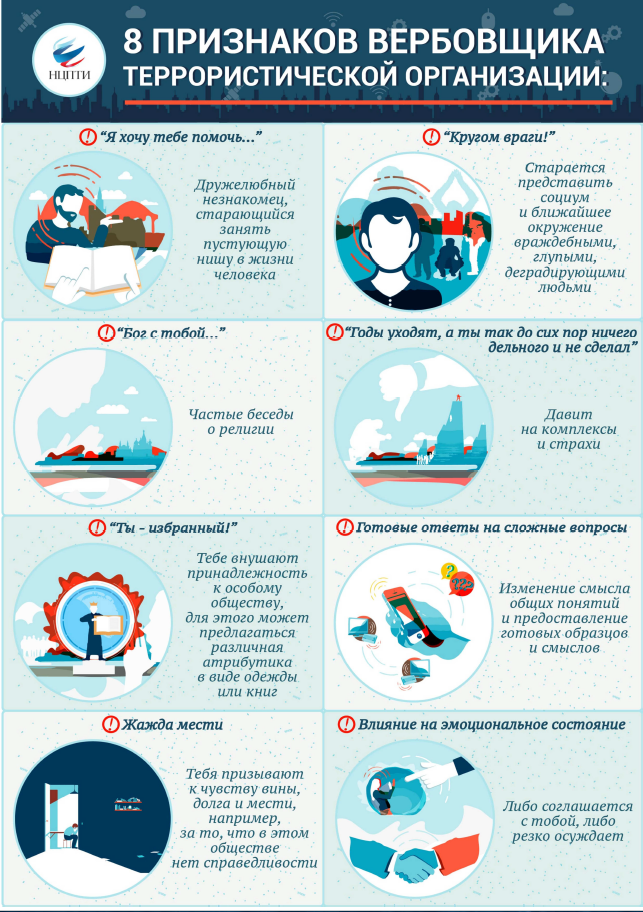 НЦПТИ
8 ПРИЗНАКОВ ВЕРБОВЩИКА
ТЕРРОРИСТИЧЕСКОЙ ОРГАНИЗАЦИИ:
! “Я хочу тебе помочь...”
Дружелюбный
незнакомец,
старающийся
занять
пустующую
нишу в жизни
человека
! “Кругом враги!”
Старается
представить
социум
и ближайшее
окружение
враждебными,
глупыми,
деградирующими
людьми
! “Бог с тобой...”
Частые беседы
о религии
! “Годы уходят, а ты так до сих пор ничего
дельного и не сделал”
Давит
на комплексы
и страхи
! “Ты - избранный!”
Тебе внушают
принадлежность
к особому
обществу,
для этого может
предлагаться
различная
атрибутика
в виде одежды
или книг
! Готовые ответы на сложные вопросы
?
??
Изменение смысла
общих понятий
и предоставление
готовых образцов
и смыслов
! Жажда мести
Тебя призывают
к чувству вины,
долга и мести,
например,
за то, что в этом
обществе
нет справедливости
! Влияние на эмоциональное состояние
Либо соглашается
с тобой, либо
резко осуждает